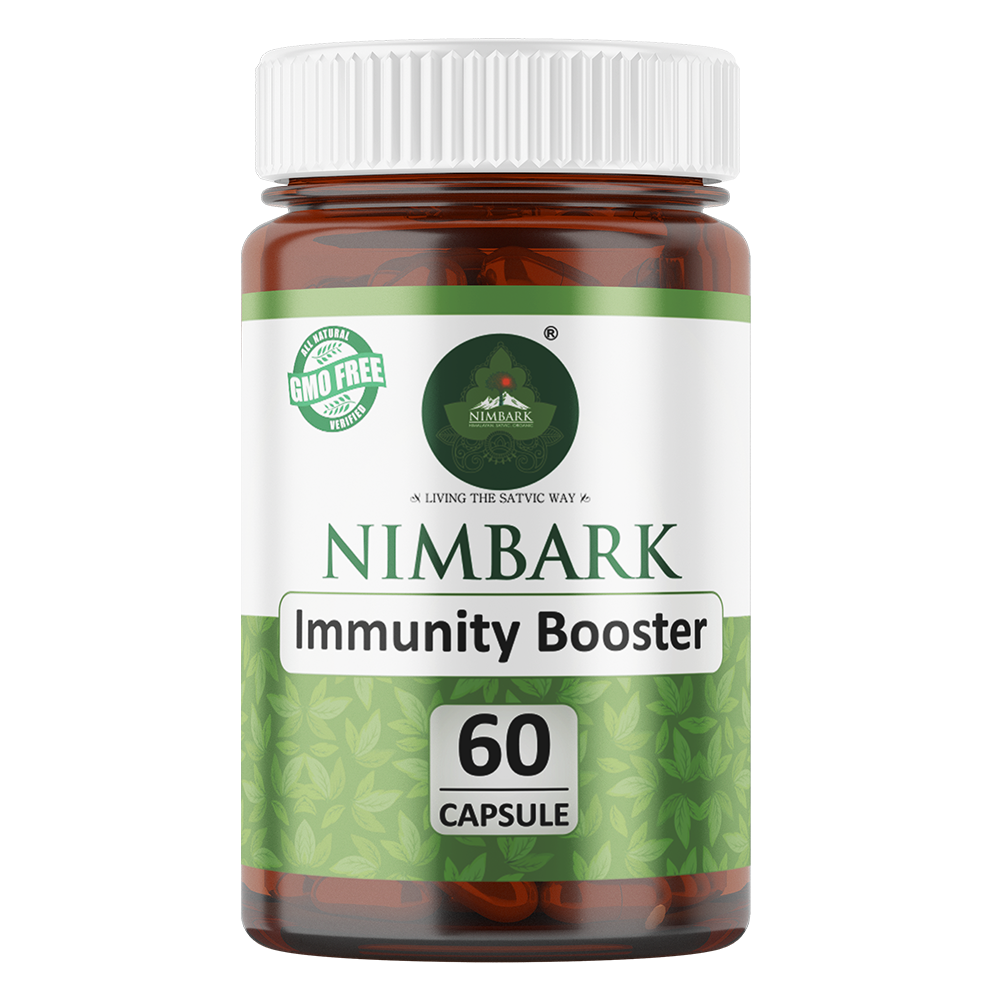 ALL NATURAL
GMO FREE
VERIFIED
®
NIMBARK
LIVING THE SATVIC WAY
NIMBARK
Immunity Booster
60
CAPSULE